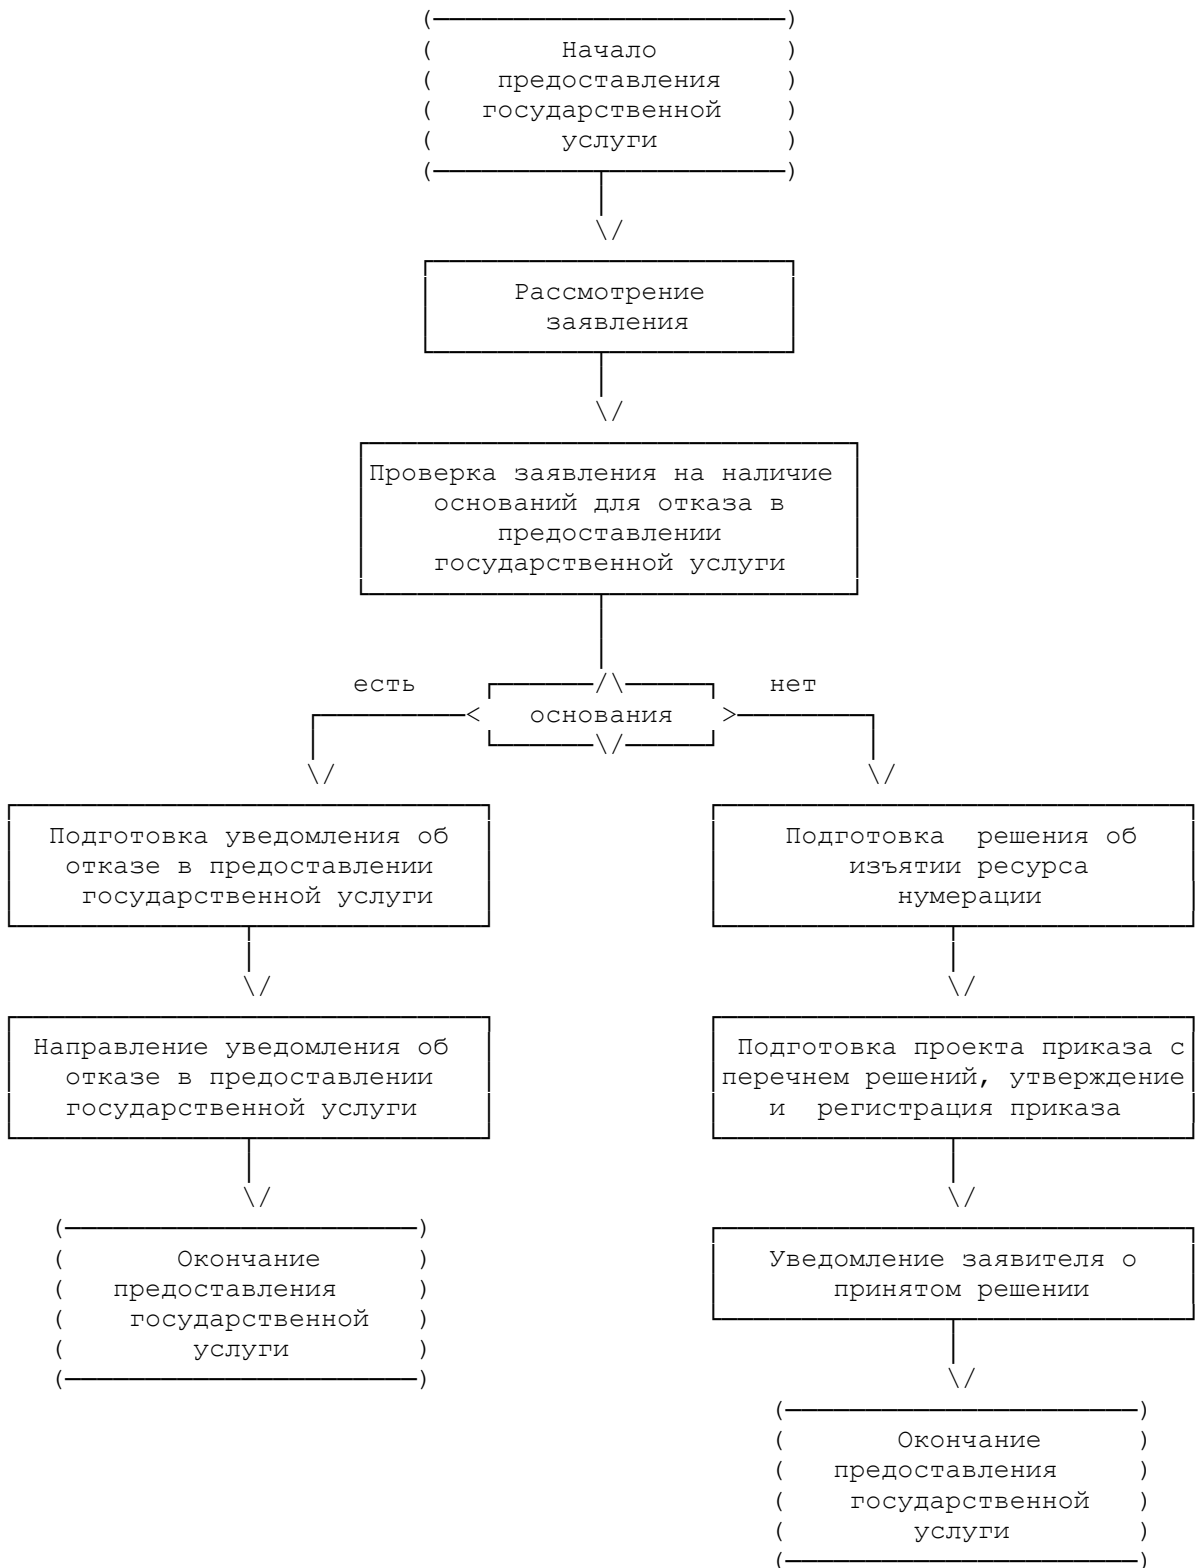 Начало
предоставления
государственной
услуги
Рассмотрение
заявления
Проверка заявления на наличие
оснований для отказа в
предоставлении
государственной услуги
есть
основания
нет
Подготовка уведомления об
отказе в предоставлении
государственной услуги
Подготовка решения об
изъятии ресурса
нумерации
Направление уведомления об
отказе в предоставлении
государственной услуги
Подготовка проекта приказа с
перечнем решений, утверждение
и регистрация приказа
Окончание
предоставления
государственной
услуги
Уведомление заявителя о
принятом решении
Окончание
предоставления
государственной
услуги